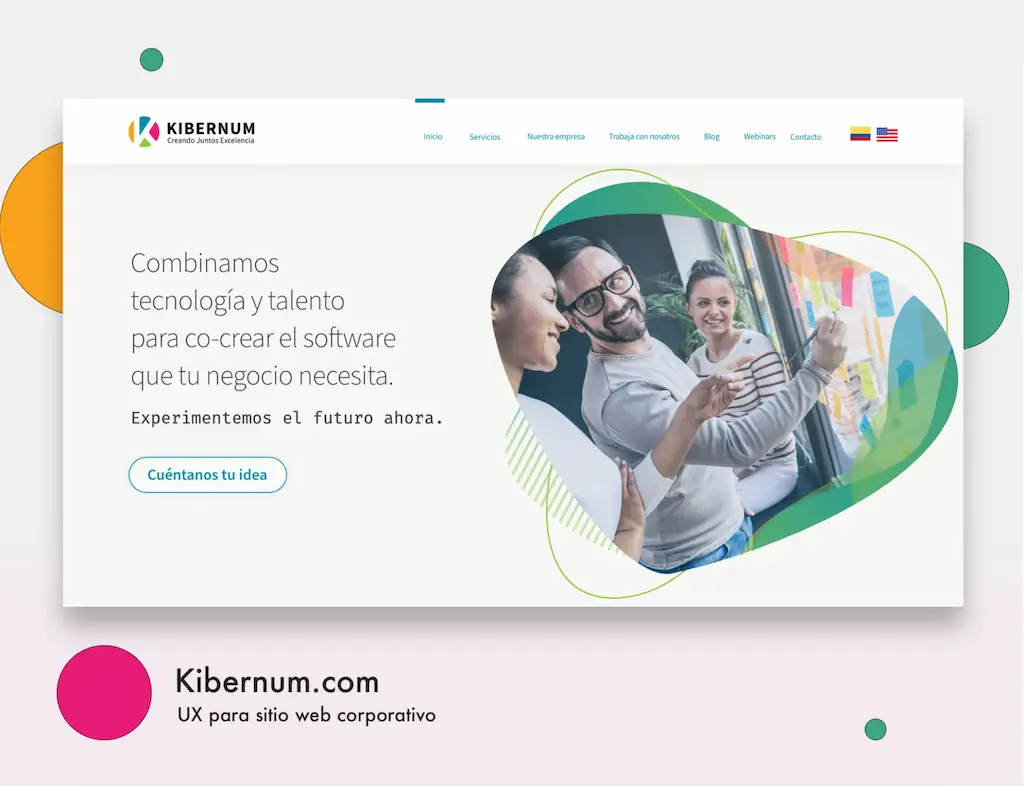 KIBERNUM
Creando Juntos Excelencia
Inicio Servicios Nuestra empresa Trabaja con nosotros Blog Webinars Contacto
Combinamos
tecnología y talento
para co-crear el software
que tu negocio necesita.
Experimentemos el futuro ahora.
Cuéntanos tu idea
Kibernum.com
UX para sitio web corporativo